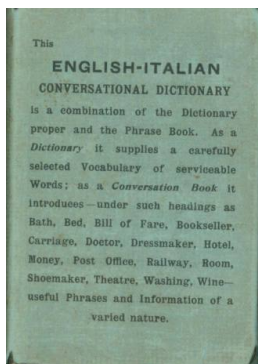 This
ENGLISH-ITALIAN
CONVERSATIONAL DICTIONARY
is a combination of the Dictionary
proper and the Phrase Book. As a
Dictionary it supplies a carefully
selected Vocabulary of serviceable
Words; as a Conversation Book it
introduces—under such headings as
Bath, Bed, Bill of Fare, Bookseller,
Carriage, Doctor, Dressmaker, Hotel,
Money, Post Office, Railway, Room,
Shoemaker, Theatre, Washing, Wine—
useful Phrases and Information of a
varied nature.